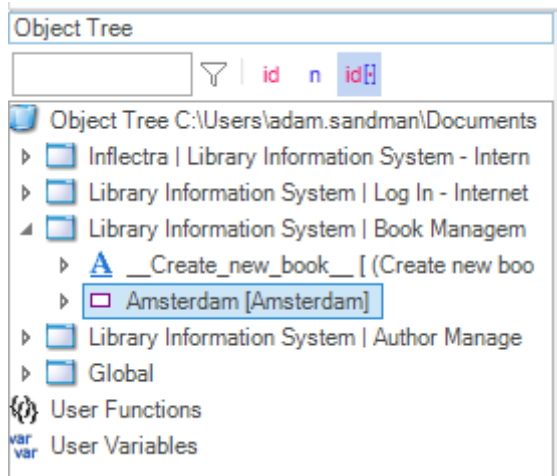 Object Tree
id n id[·]
Object Tree C:\Users\adam.sandman\Documents
Inflectra | Library Information System - Intern
Library Information System | Log In - Internet
Library Information System | Book Managem
A __Create_new_book__ [ (Create new boo
Amsterdam [Amsterdam]
Library Information System | Author Manage
Global
{()} User Functions
var var User Variables